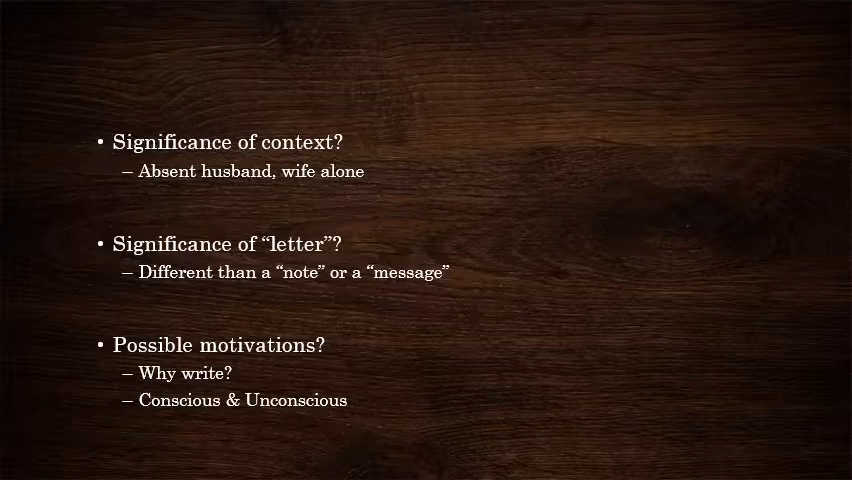 • Significance of context?
– Absent husband, wife alone
• Significance of “letter”?
– Different than a “note” or a “message”
• Possible motivations?
– Why write?
– Conscious & Unconscious